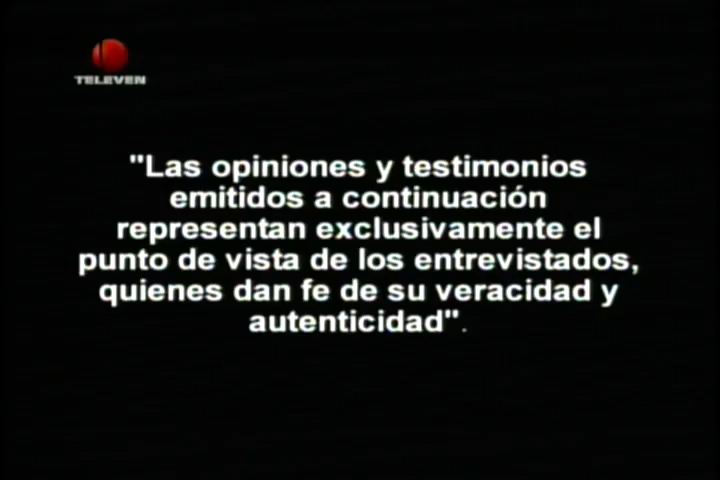 TELEVEN
"Las opiniones y testimonios
emitidos a continuación
representan exclusivamente el
punto de vista de los entrevistados,
quienes dan fe de su veracidad y
autenticidad".